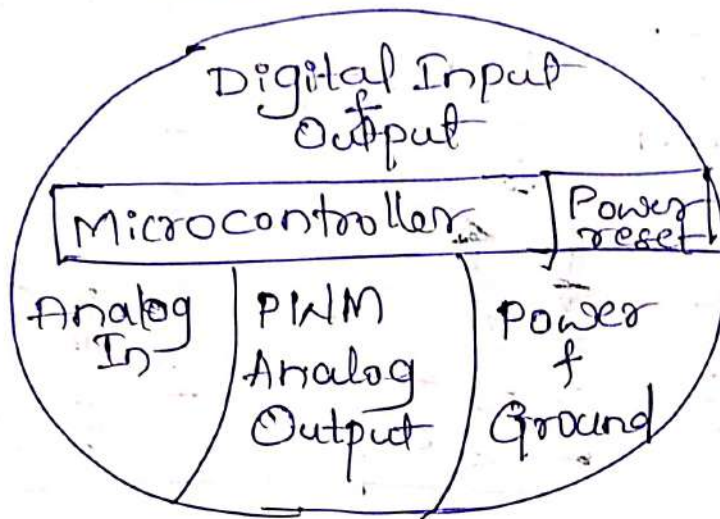 Digital Input
&
Output
Microcontroller
Power
reset
Analog
In
PWM
Analog
Output
Power
&
Ground